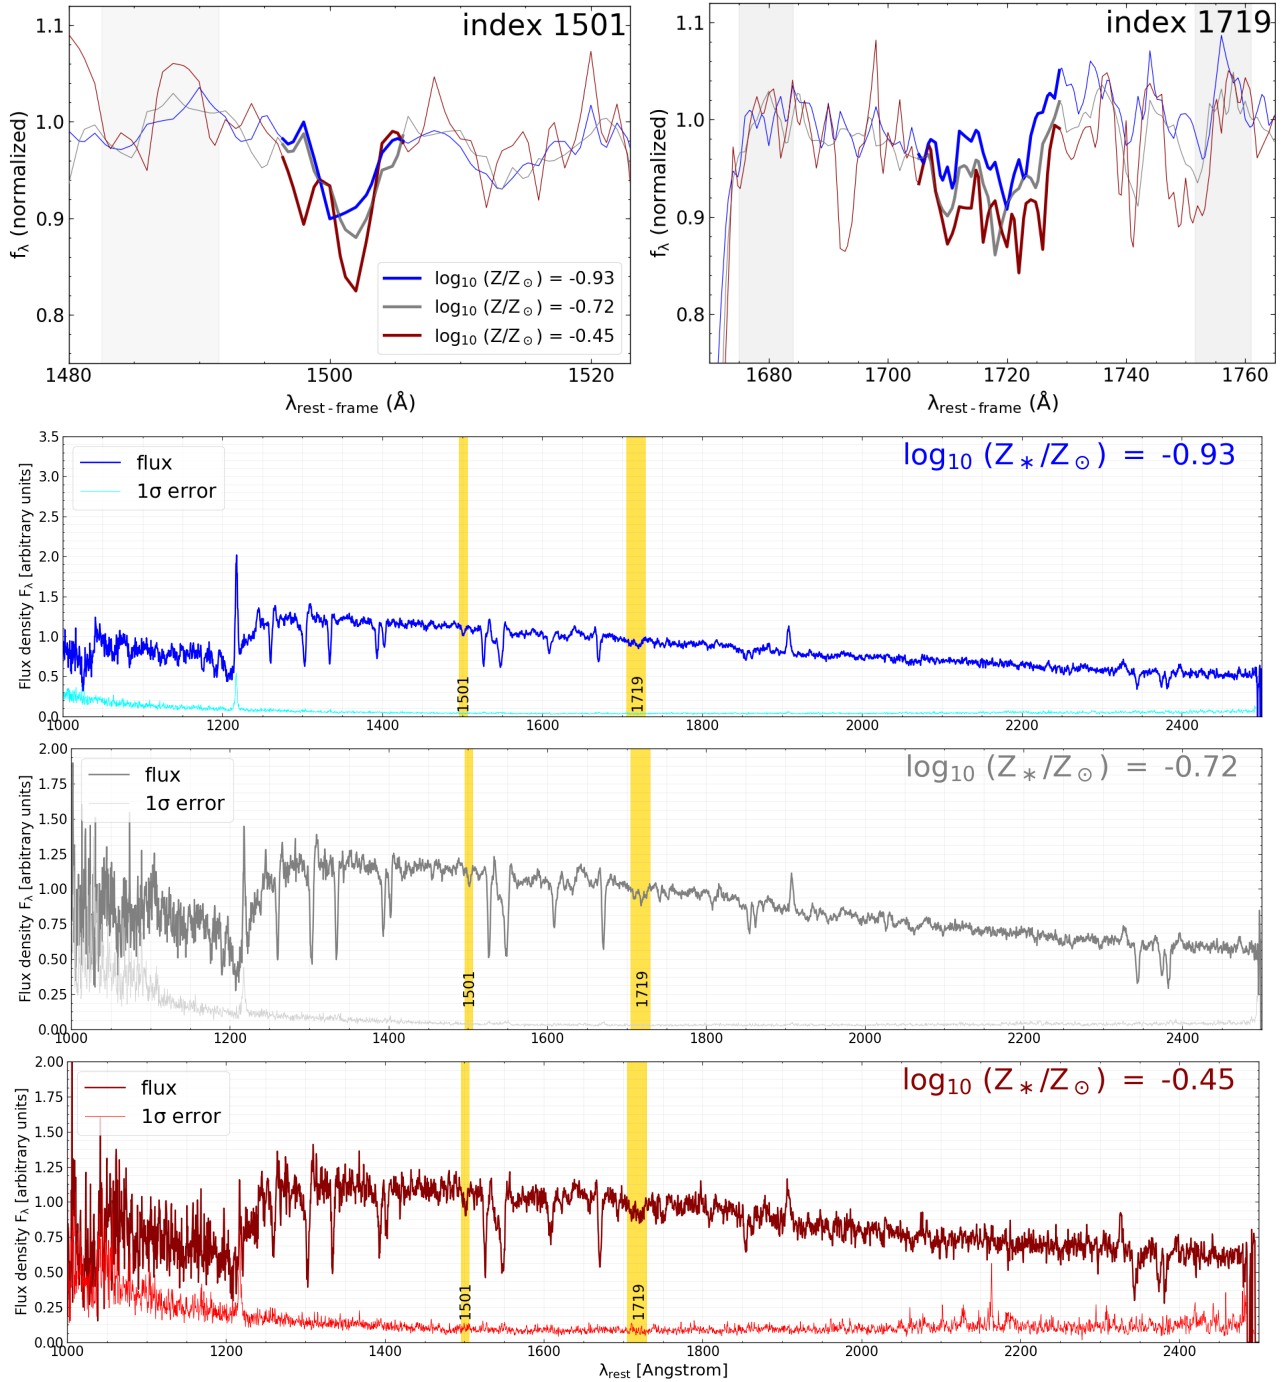 index 1501
1.1
1.0
0.9
0.8
f_λ (normalized)
log₁₀ (Z/Z⊙) = -0.93
log₁₀ (Z/Z⊙) = -0.72
log₁₀ (Z/Z⊙) = -0.45
1480 1500 1520
λ_rest-frame (Å)
index 1719
1.1
1.0
0.9
0.8
f_λ (normalized)
1680 1700 1720 1740 1760
λ_rest-frame (Å)
log₁₀ (Z∗/Z⊙) = -0.93
flux
1σ error
3.5
3.0
2.5
2.0
1.5
1.0
0.5
0.0
Flux density F_λ [arbitrary units]
1501
1719
1000 1200 1400 1600 1800 2000 2200 2400
log₁₀ (Z∗/Z⊙) = -0.72
flux
1σ error
2.00
1.75
1.50
1.25
1.00
0.75
0.50
0.25
0.00
Flux density F_λ [arbitrary units]
1501
1719
1000 1200 1400 1600 1800 2000 2200 2400
log₁₀ (Z∗/Z⊙) = -0.45
flux
1σ error
2.00
1.75
1.50
1.25
1.00
0.75
0.50
0.25
0.00
Flux density F_λ [arbitrary units]
1501
1719
1000 1200 1400 1600 1800 2000 2200 2400
λ_rest [Angstrom]